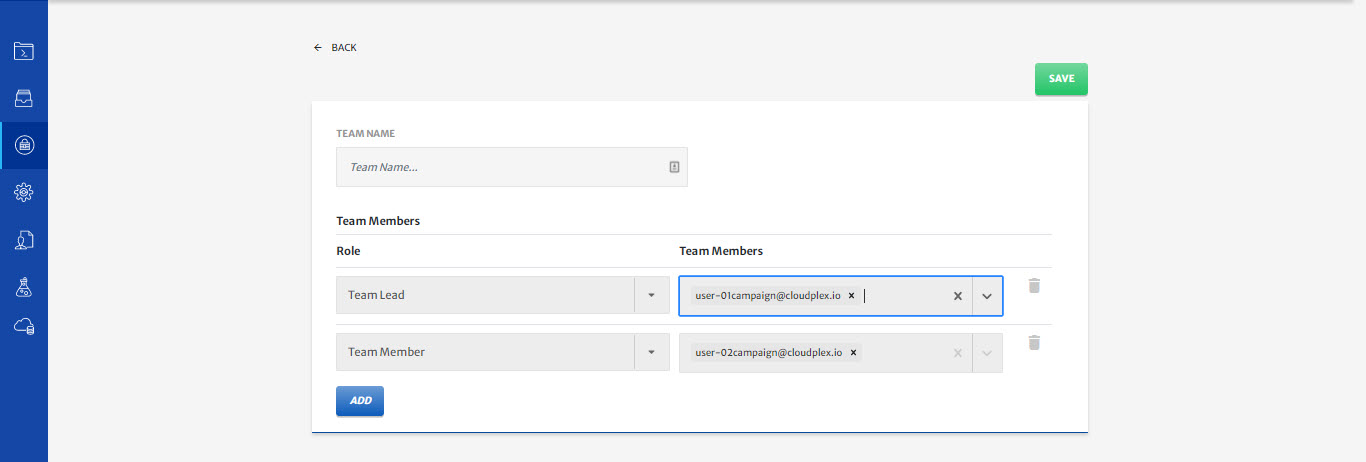 BACK
SAVE
TEAM NAME
Team Name...
Team Members
Role Team Members
Team Lead user-01campaign@cloudplex.io
Team Member user-02campaign@cloudplex.io
ADD